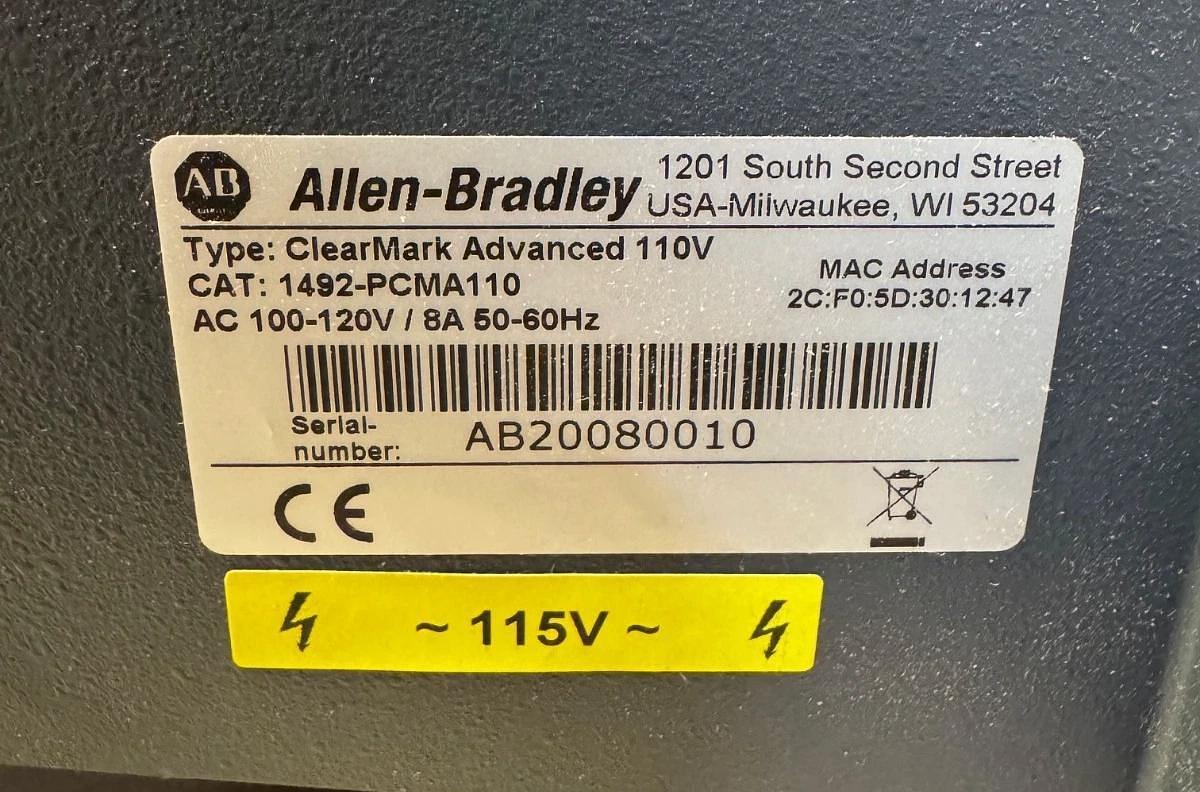 AB Allen-Bradley
1201 South Second Street
USA-Milwaukee, WI 53204
Type: ClearMark Advanced 110V
CAT: 1492-PCMA110
AC 100-120V / 8A 50-60Hz
MAC Address
2C:F0:5D:30:12:47
Serial-
number:
AB20080010
CE
~ 115V ~